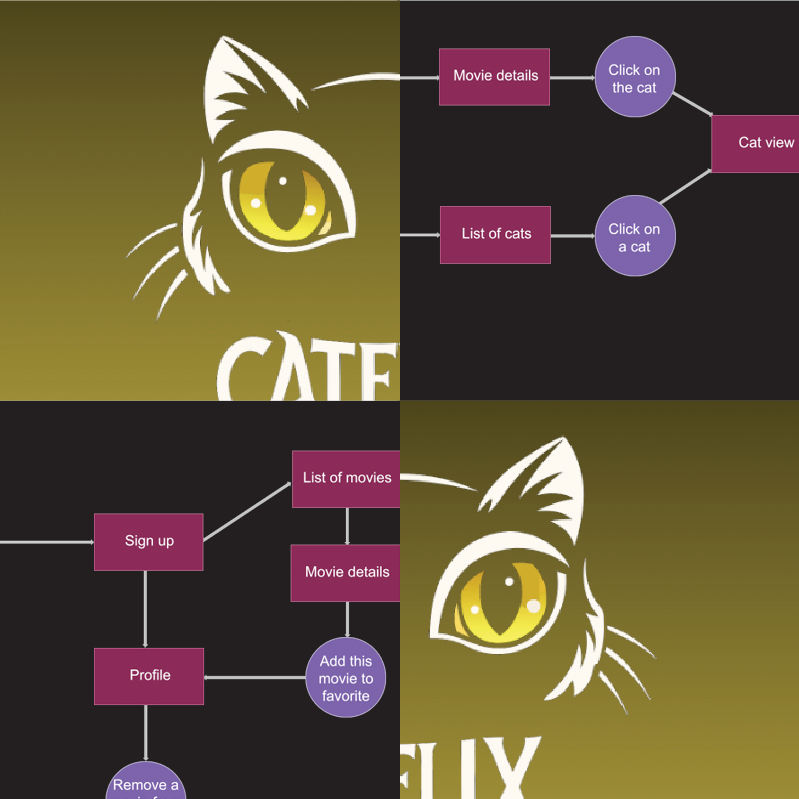 CATF
Movie details
Click on
the cat
Cat view
List of cats
Click on
a cat
List of movies
Sign up
Movie details
Profile
Add this
movie to
favorite
Remove a
FLIX